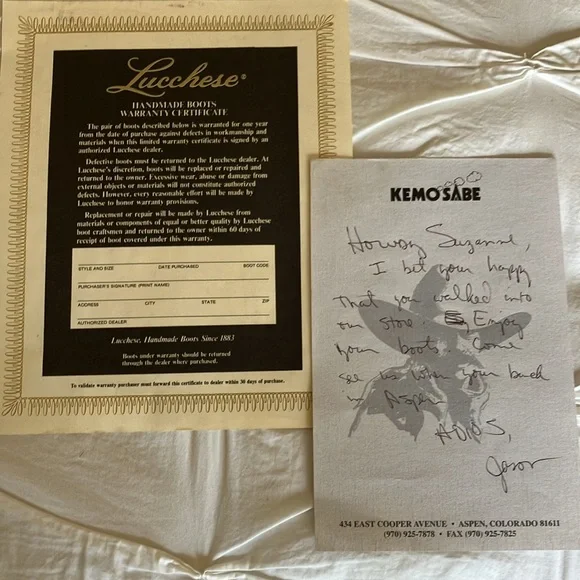 Lucchese®
HANDMADE BOOTS
WARRANTY CERTIFICATE
The pair of boots described below is warranted for one year
from the date of purchase against defects in workmanship and
materials when this limited warranty certificate is signed by an
authorized Lucchese dealer.
Defective boots must be returned to the Lucchese dealer. At
Lucchese's discretion, boots will be replaced or repaired and
returned to the owner. Excessive wear, abuse or damage from
external objects or materials will not constitute authorized
defects. However, every reasonable effort will be made by
Lucchese to honor warranty provisions.
Replacement or repair will be made by Lucchese from
materials or components of equal or better quality by Lucchese
boot craftsmen and returned to the owner within 60 days of
receipt of boot covered under this warranty.
STYLE AND SIZE DATE PURCHASED BOOT CODE
PURCHASER'S SIGNATURE (PRINT NAME)
ADDRESS CITY STATE ZIP
AUTHORIZED DEALER
Lucchese, Handmade Boots Since 1883
Boots under warranty should be returned
through the dealer where purchased.
To validate warranty purchaser must forward this certificate to dealer within 30 days of purchase.
KEMO SABE
Howdy Suzanne,
I bet your happy
that you walked into
our store. Enjoy
your boots. Come
see us when your back
in Aspen
ADIOS,
Jason
434 EAST COOPER AVENUE • ASPEN, COLORADO 81611
(970) 925-7878 • FAX (970) 925-7825